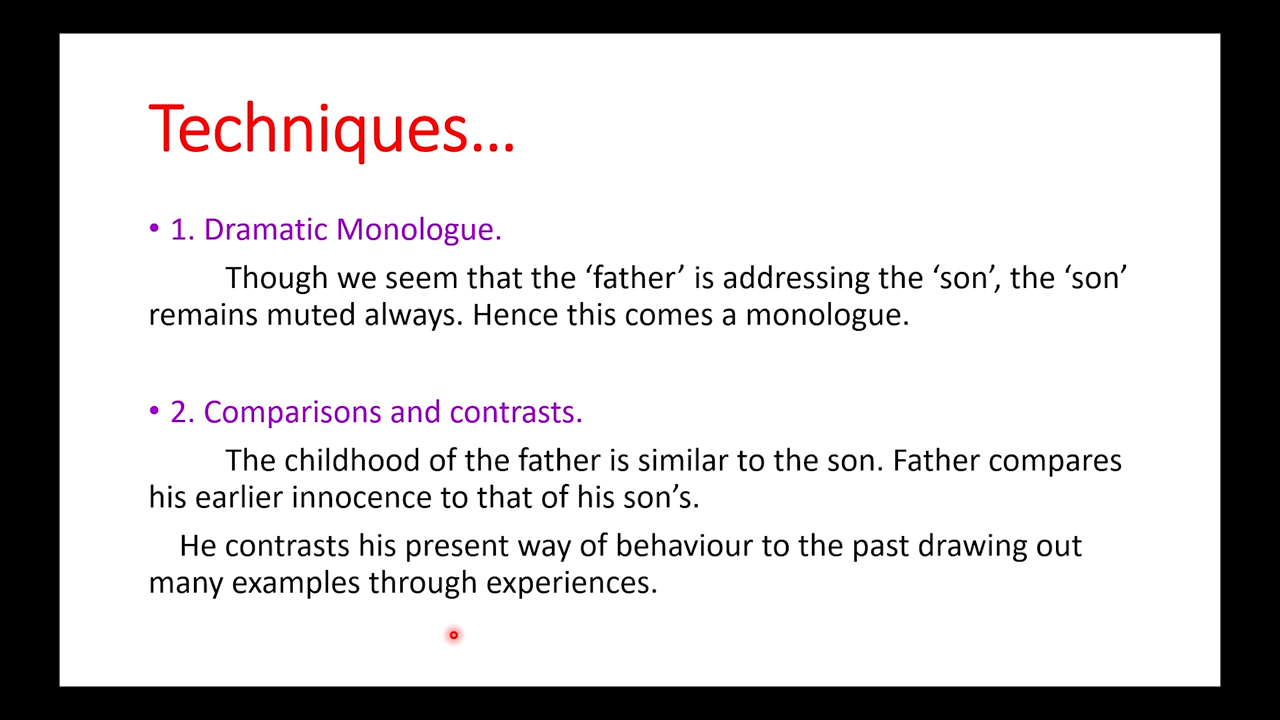 Techniques...
• 1. Dramatic Monologue.
Though we seem that the ‘father’ is addressing the ‘son’, the ‘son’
remains muted always. Hence this comes a monologue.
• 2. Comparisons and contrasts.
The childhood of the father is similar to the son. Father compares
his earlier innocence to that of his son’s.
He contrasts his present way of behaviour to the past drawing out
many examples through experiences.